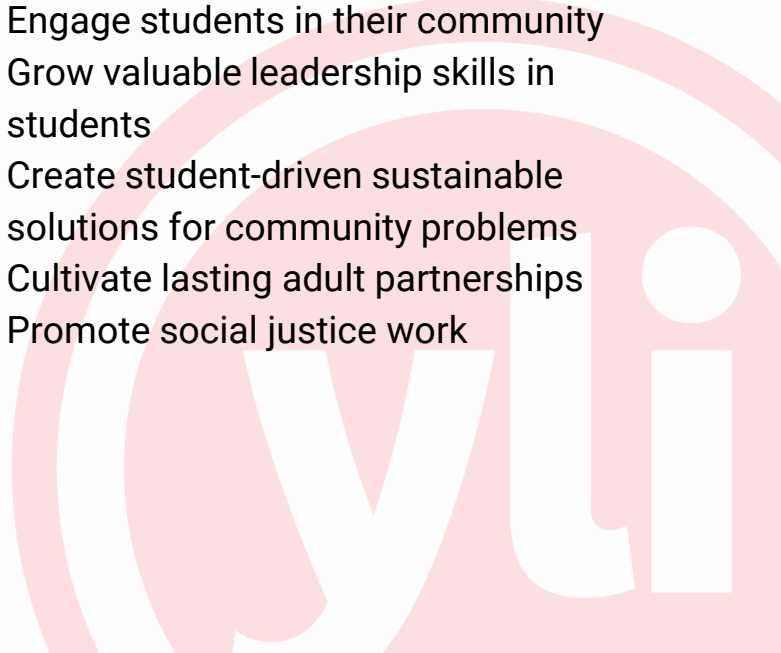 Engage students in their community
Grow valuable leadership skills in
students
Create student-driven sustainable
solutions for community problems
Cultivate lasting adult partnerships
Promote social justice work
yli